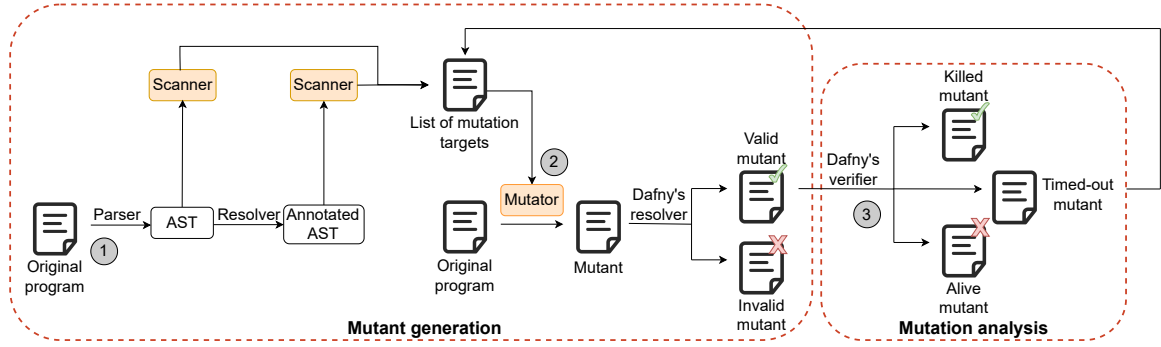 Scanner
Scanner
List of mutation
targets
Killed
mutant
Valid
mutant
Dafny's
verifier
Timed-out
mutant
2
3
Parser
AST
Resolver
Annotated
AST
Mutator
Dafny's
resolver
1
Original
program
Original
program
Mutant
Invalid
mutant
Alive
mutant
Mutant generation
Mutation analysis